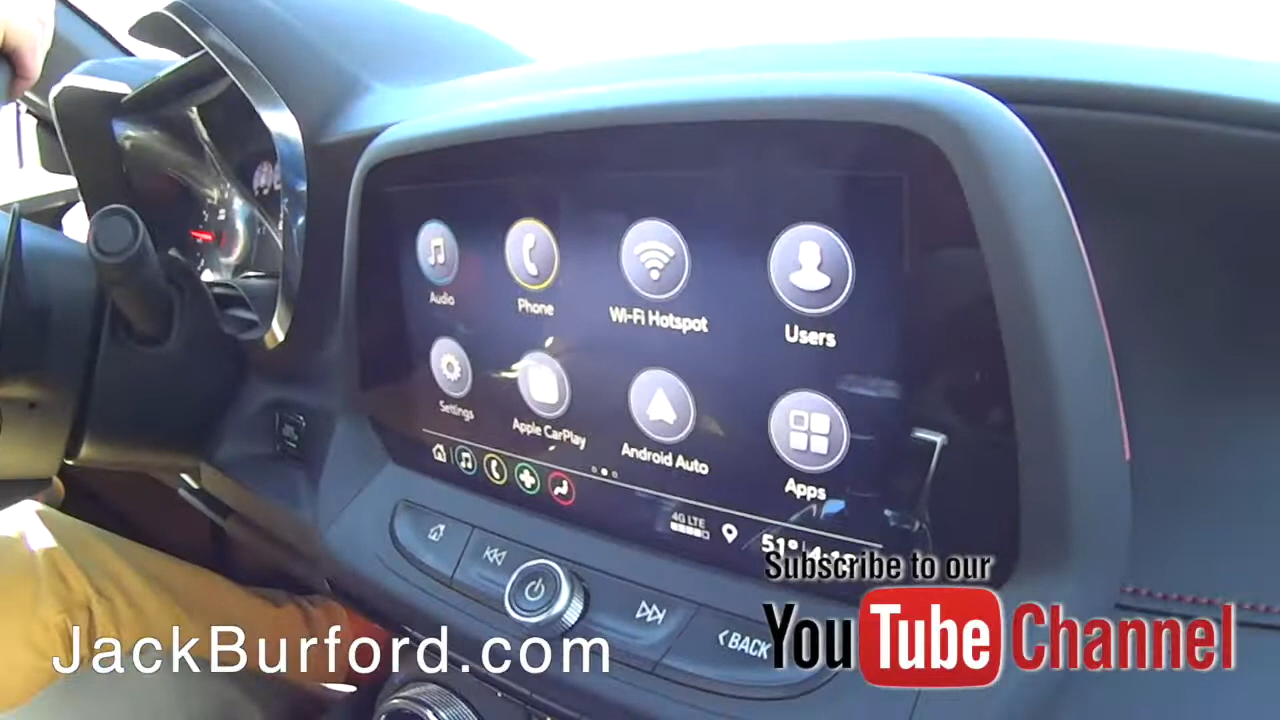 Audio
Phone
Wi-Fi Hotspot
Users
Settings
Apple CarPlay
Android Auto
Apps
4G LTE
51°
Subscribe to our
YouTube Channel
BACK
JackBurford.com